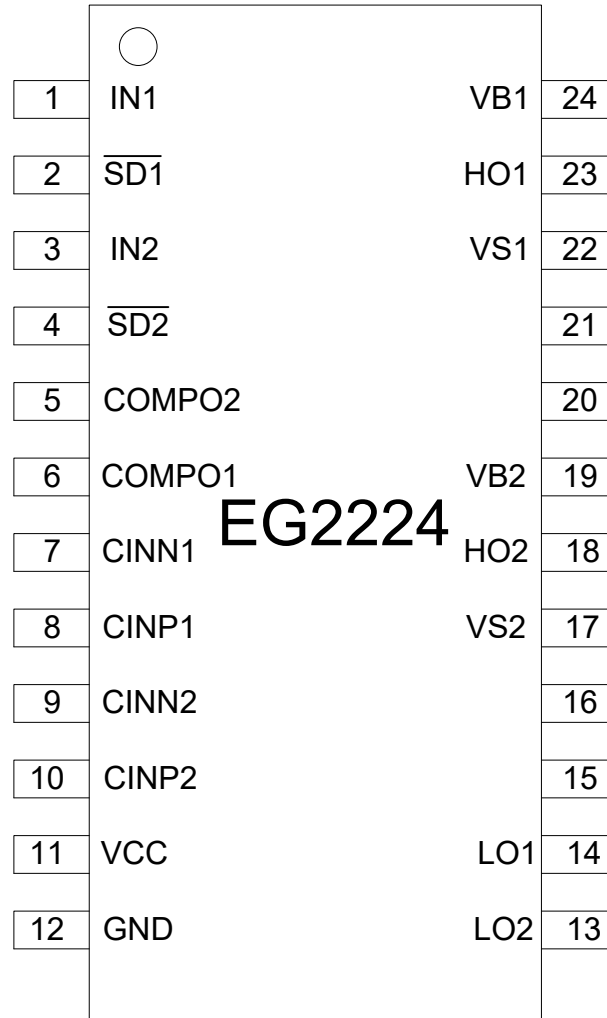 1 IN1 VB1 24
2 SD1 HO1 23
3 IN2 VS1 22
4 SD2 21
5 COMPO2 20
6 COMPO1 VB2 19
EG2224
7 CINN1 HO2 18
8 CINP1 VS2 17
9 CINN2 16
10 CINP2 15
11 VCC LO1 14
12 GND LO2 13